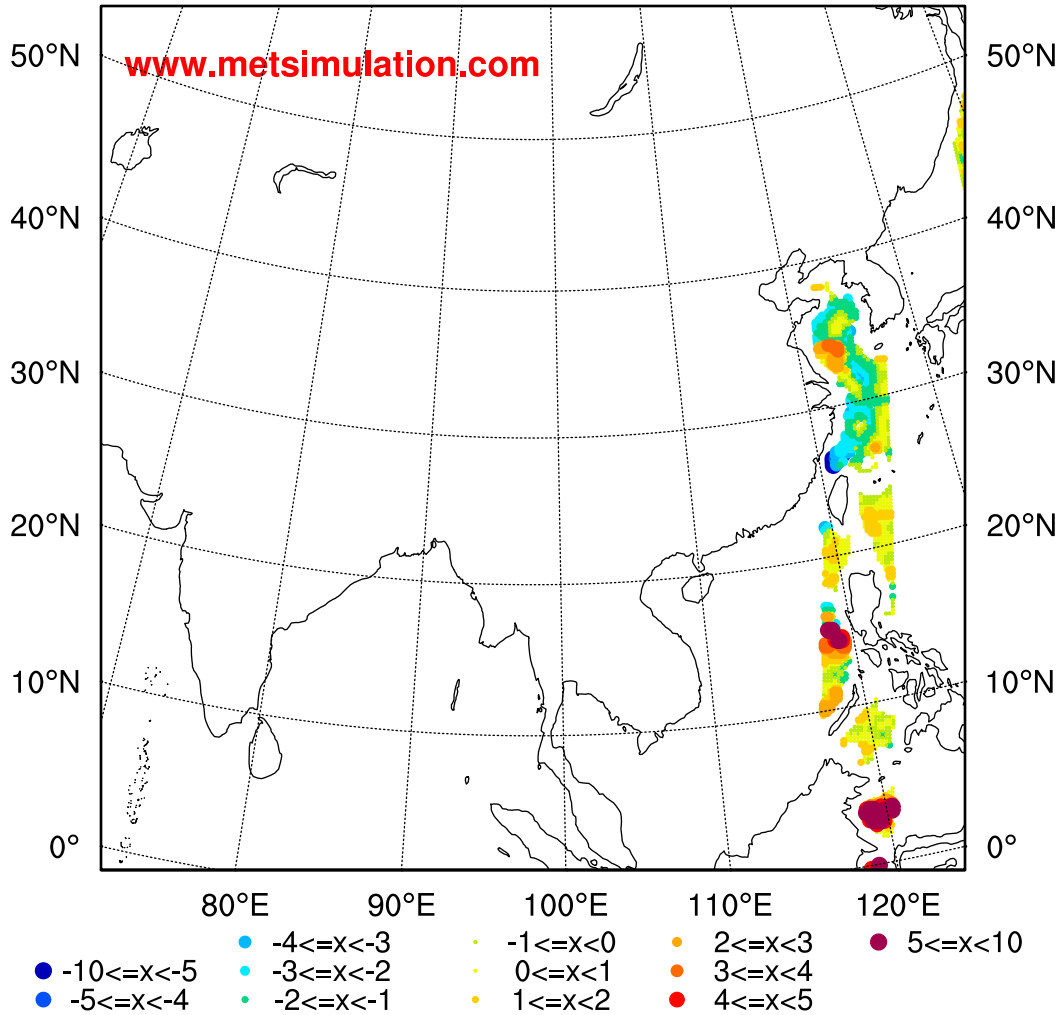 50°N 50°N
www.metsimulation.com
40°N 40°N
30°N 30°N
20°N 20°N
10°N 10°N
0° 0°
80°E 90°E 100°E 110°E 120°E
-4<=x<-3 -1<=x<0 2<=x<3 5<=x<10
-10<=x<-5 -3<=x<-2 0<=x<1 3<=x<4
-5<=x<-4 -2<=x<-1 1<=x<2 4<=x<5